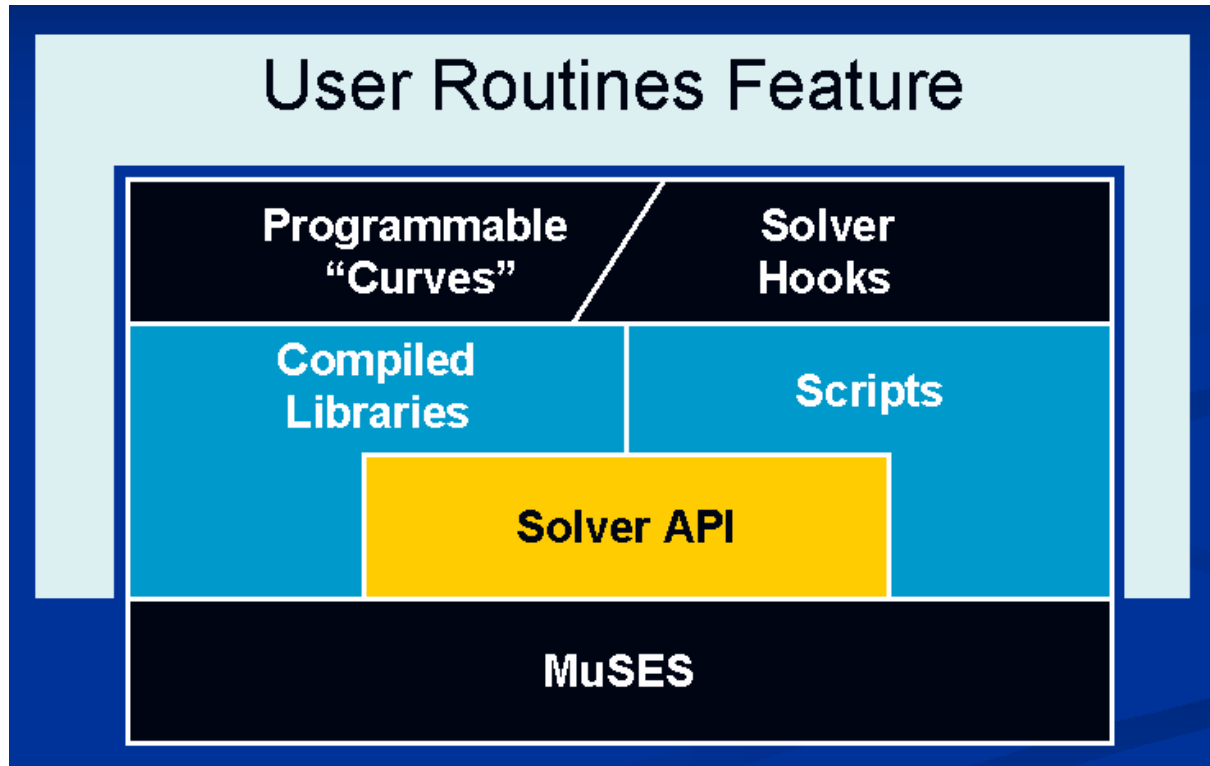 User Routines Feature
Programmable
“Curves”
Solver
Hooks
Compiled
Libraries
Scripts
Solver API
MuSES